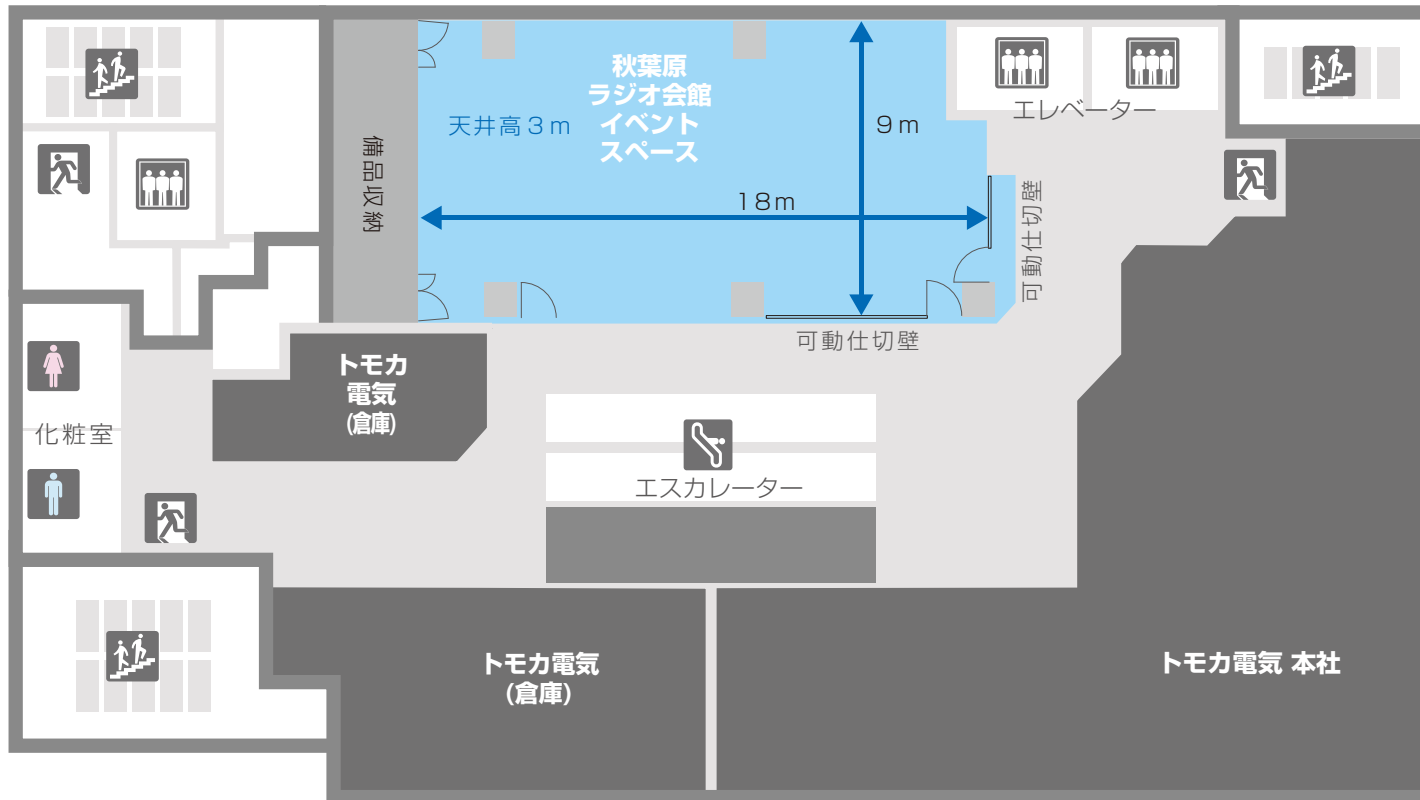 秋葉原
ラジオ会館
イベント
スペース
天井高3m
9m
18m
備品収納
エレベーター
可動仕切壁
可動仕切壁
トモカ
電気
(倉庫)
化粧室
エスカレーター
トモカ電気
(倉庫)
トモカ電気 本社